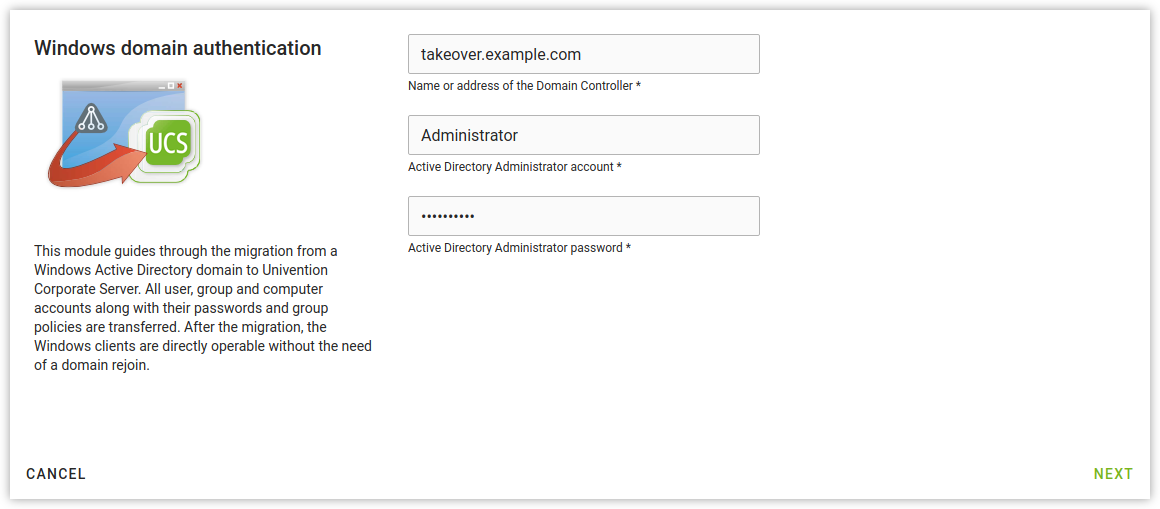 Windows domain authentication
UCS
This module guides through the migration from a
Windows Active Directory domain to Univention
Corporate Server. All user, group and computer
accounts along with their passwords and group
policies are transferred. After the migration, the
Windows clients are directly operable without the need
of a domain rejoin.
takeover.example.com
Name or address of the Domain Controller *
Administrator
Active Directory Administrator account *
••••••••••
Active Directory Administrator password *
CANCEL
NEXT